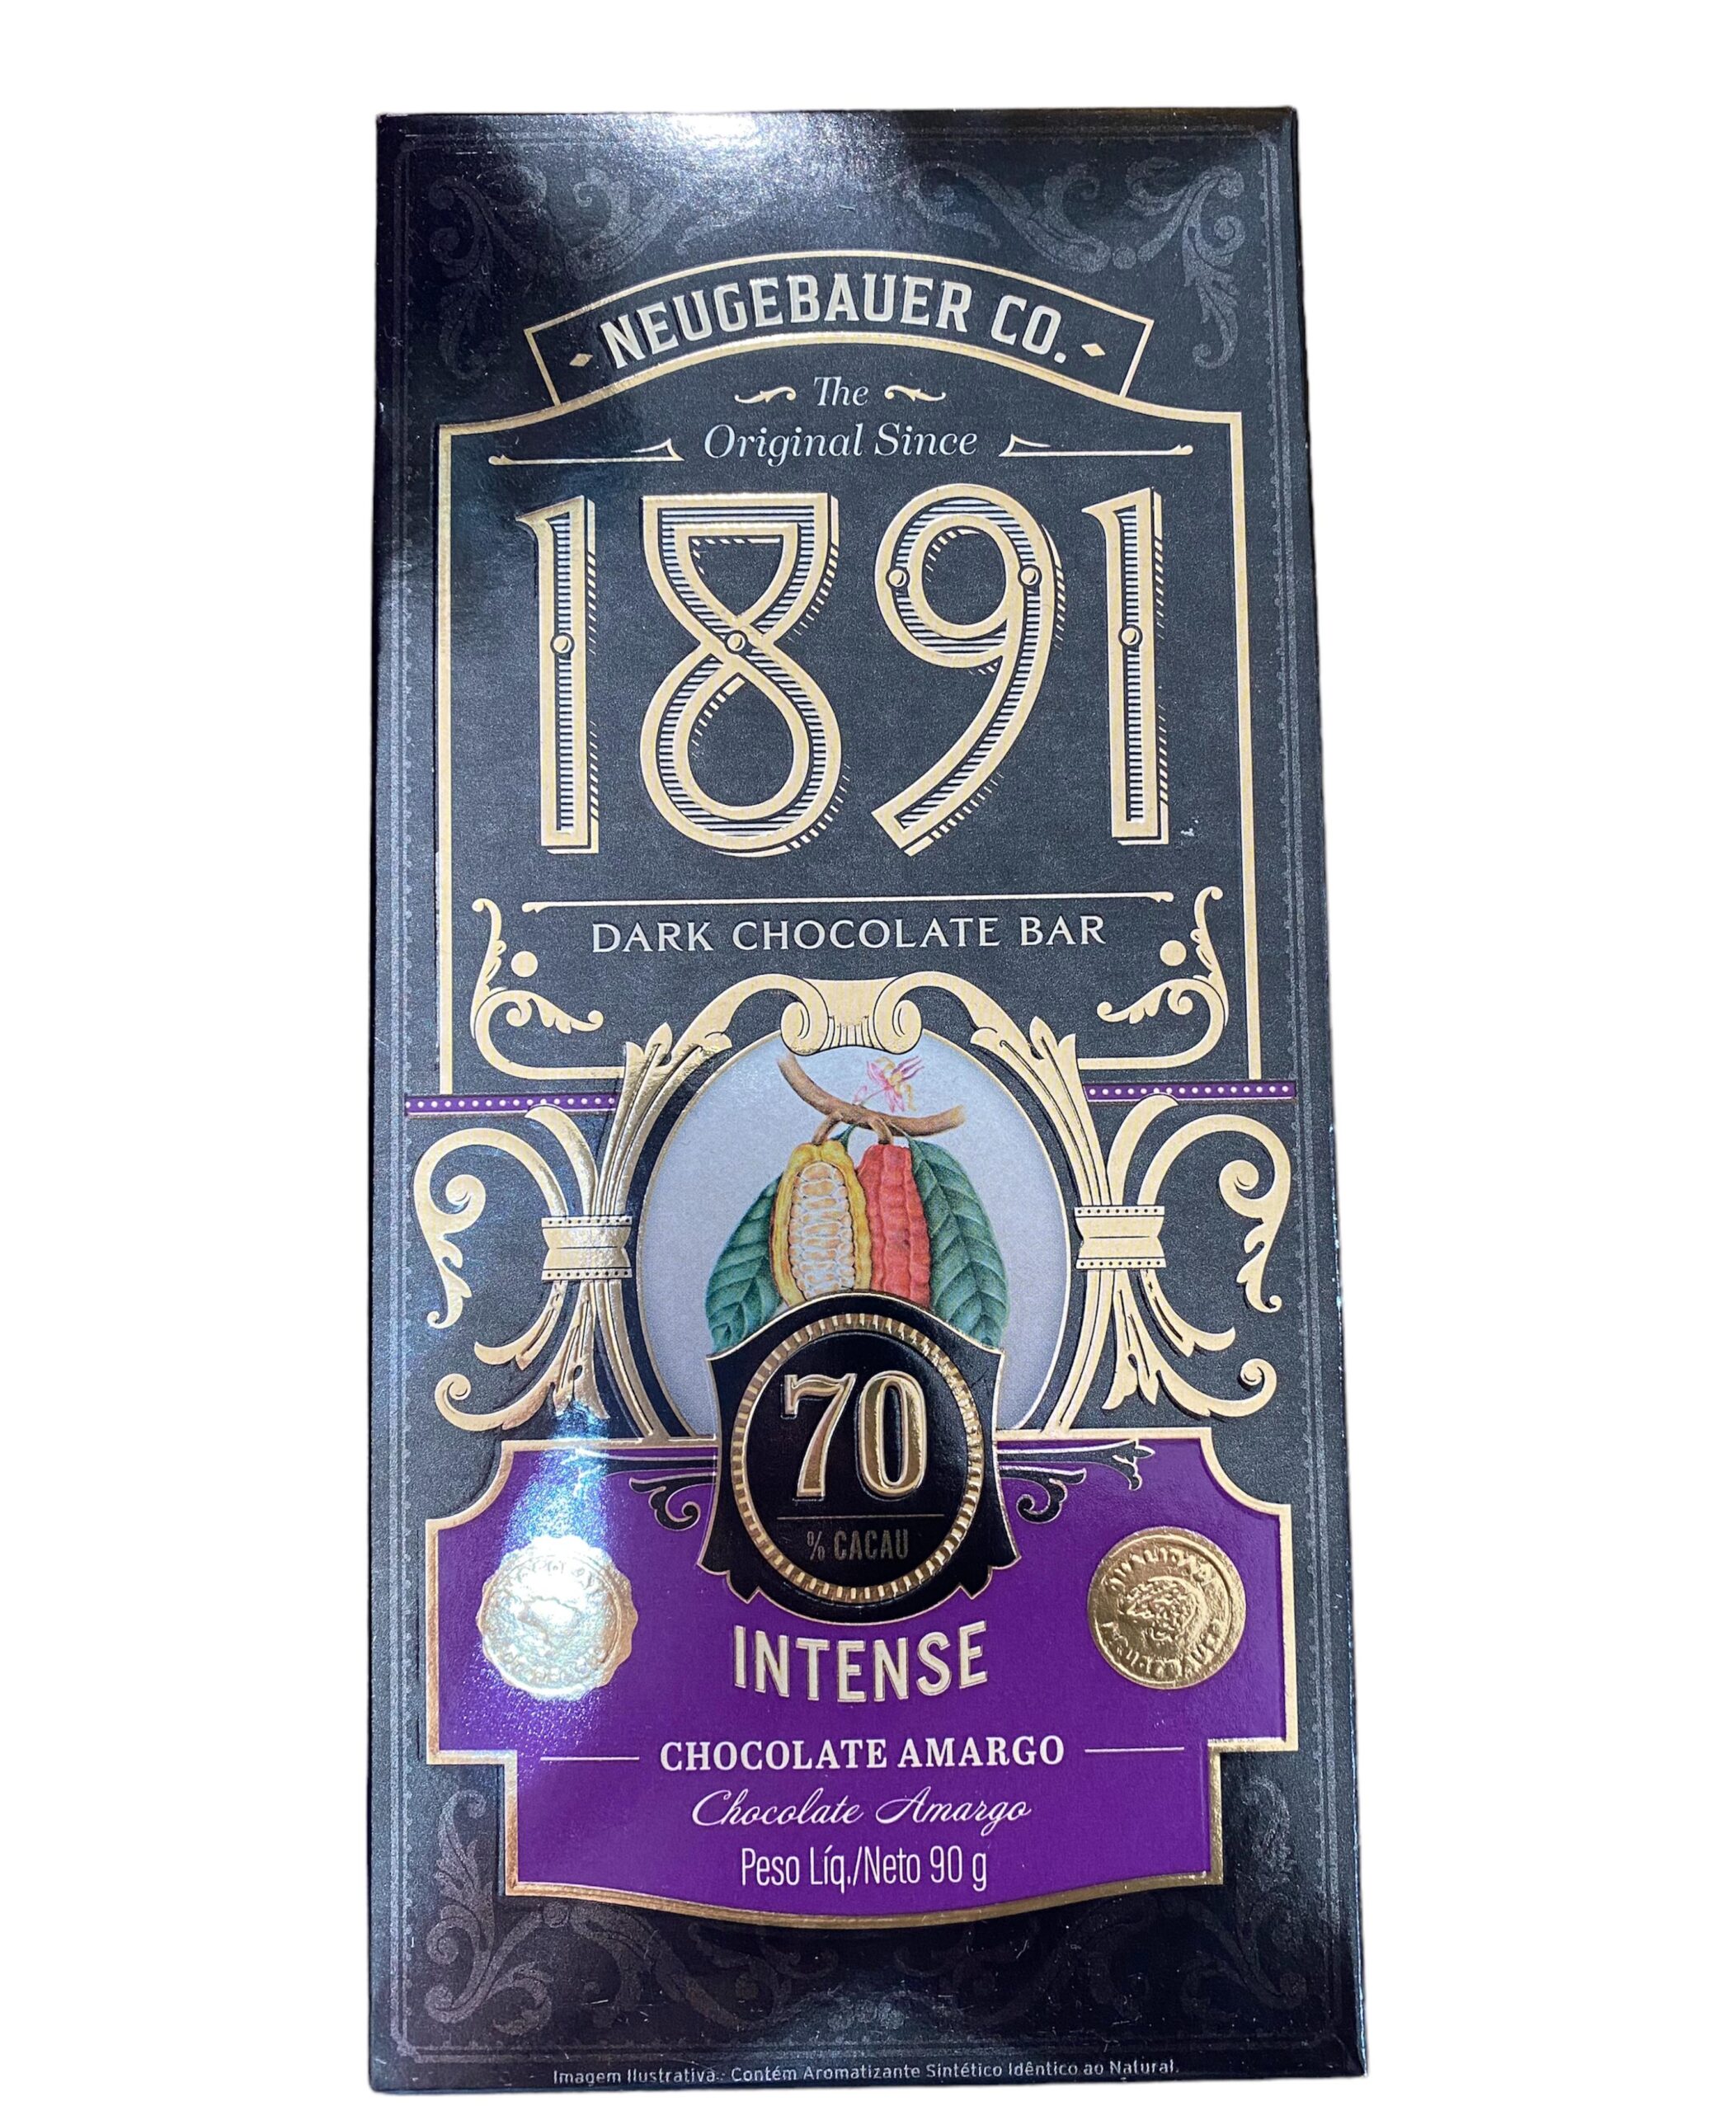 NEUGEBAUER CO.
The
Original Since
1891
DARK CHOCOLATE BAR
70
% CACAU
INTENSE
CHOCOLATE AMARGO
Chocolate Amargo
Peso Líq./Neto 90 g
Imagem Ilustrativa. Contém Aromatizante Sintético Idêntico ao Natural.